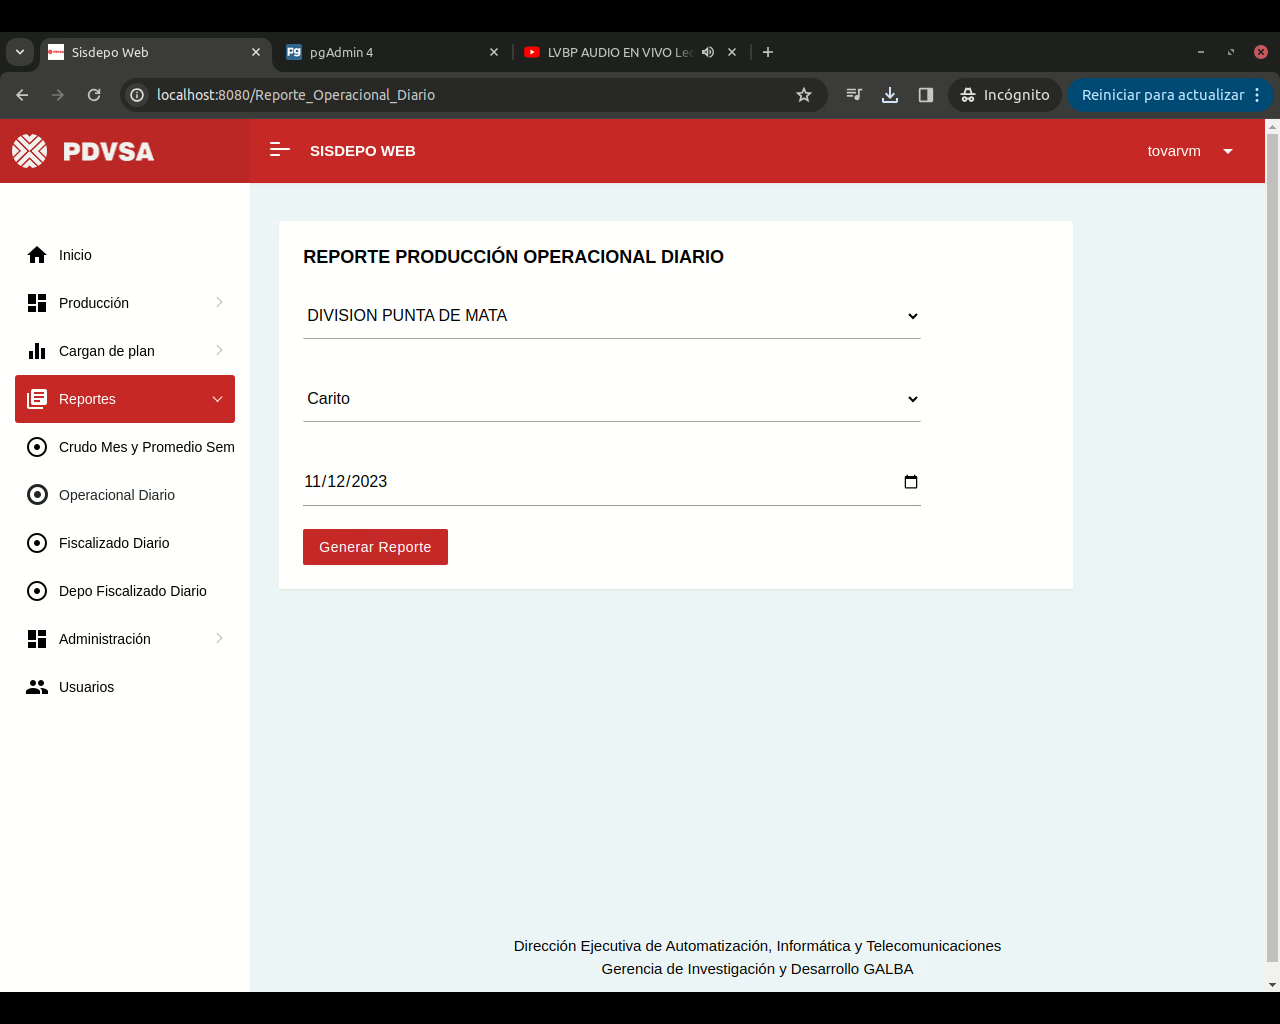 Sisdepo Web
pgAdmin 4
LVBP AUDIO EN VIVO
localhost:8080/Reporte_Operacional_Diario
Incógnito
Reiniciar para actualizar
PDVSA
SISDEPO WEB
tovarvm
Inicio
Producción
Cargan de plan
Reportes
Crudo Mes y Promedio Sem
Operacional Diario
Fiscalizado Diario
Depo Fiscalizado Diario
Administración
Usuarios
REPORTE PRODUCCIÓN OPERACIONAL DIARIO
DIVISION PUNTA DE MATA
Carito
11/12/2023
Generar Reporte
Dirección Ejecutiva de Automatización, Informática y Telecomunicaciones
Gerencia de Investigación y Desarrollo GALBA